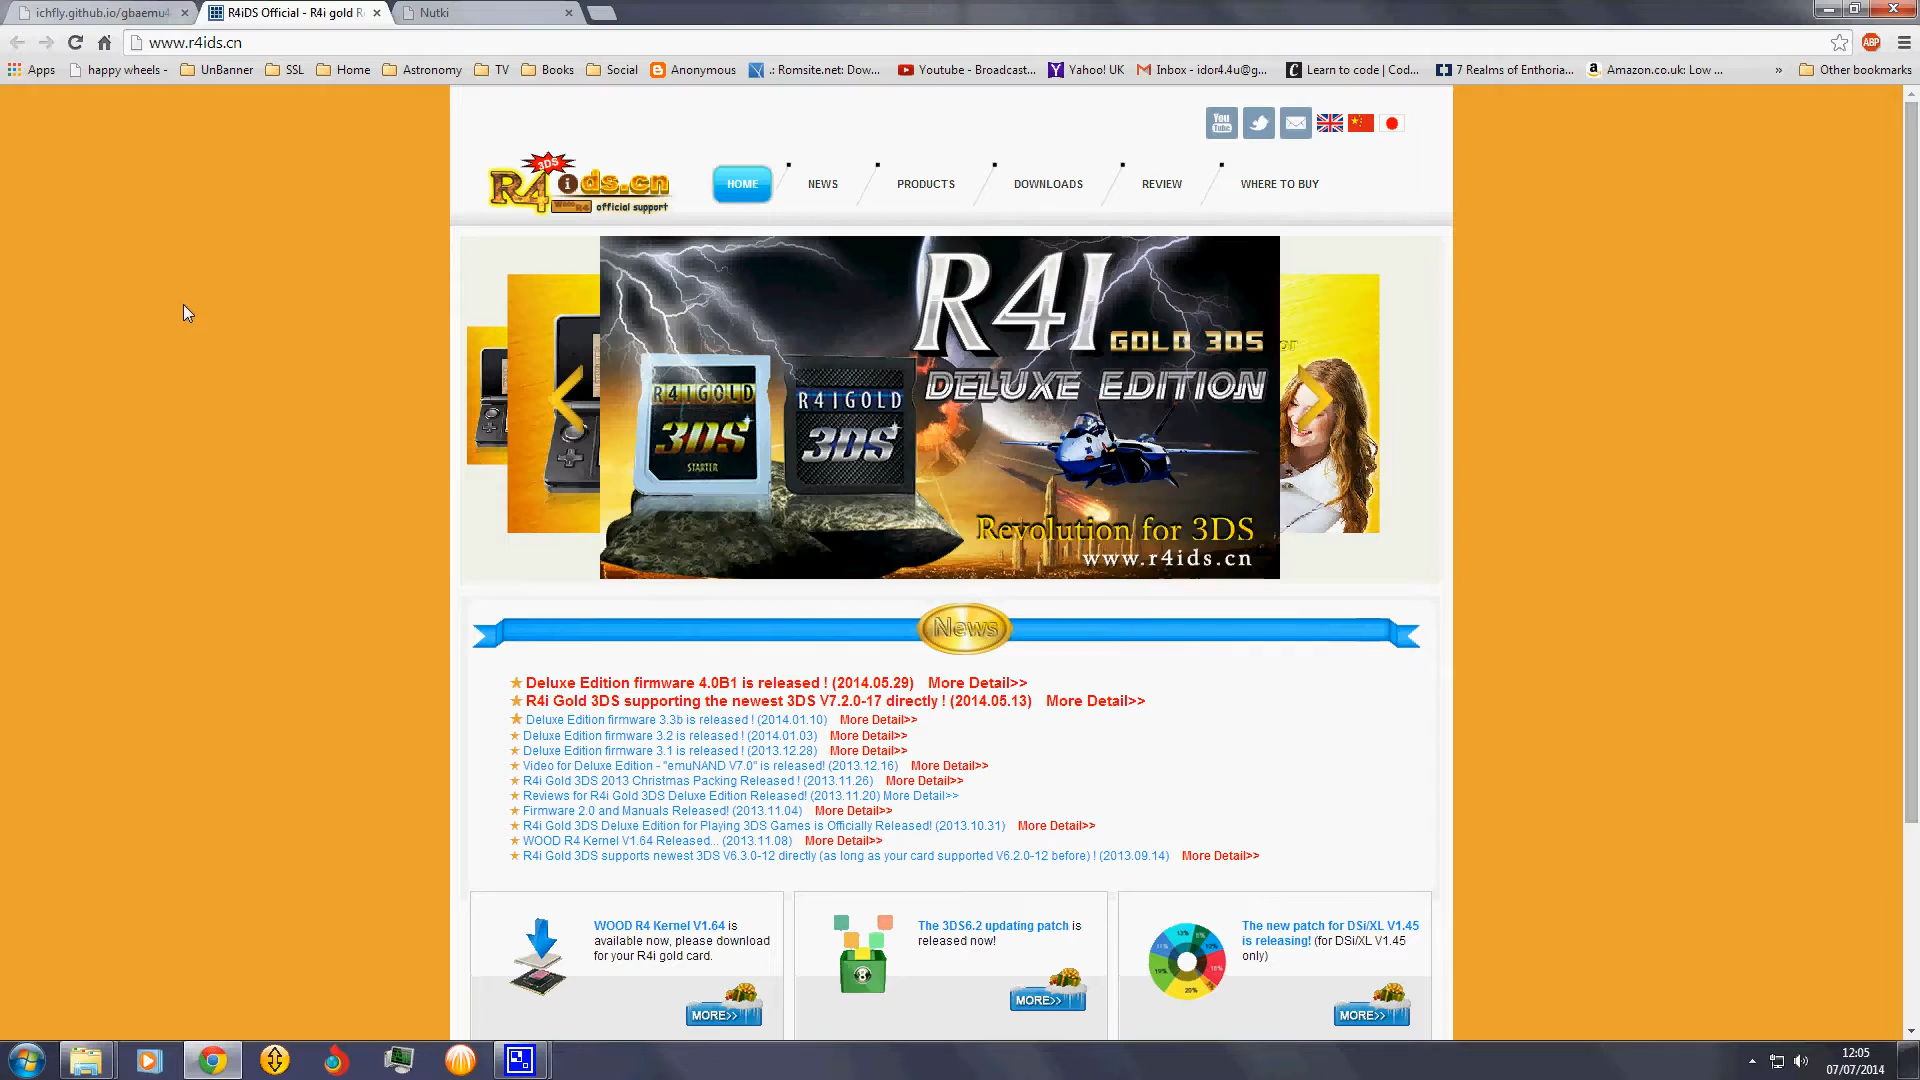 ichfly.github.io/gbaemu4
R4iDS Official - R4i gold R
Nutki
www.r4ids.cn
ABP
Apps
happy wheels -
UnBanner
SSL
Home
Astronomy
TV
Books
Social
Anonymous
.: Romsite.net: Dow...
Youtube - Broadcast...
Yahoo! UK
Inbox - idor4.4u@g...
Learn to code | Cod...
7 Realms of Enthoria...
Amazon.co.uk: Low ...
»
Other bookmarks
You
Tube
3DS
R4ids.cn
Wood R4 official support
HOME
NEWS
PRODUCTS
DOWNLOADS
REVIEW
WHERE TO BUY
R4I
GOLD 3DS
DELUXE EDITION
R4IGOLD
3DS
STARTER
R4IGOLD
3DS
Revolution for 3DS
www.r4ids.cn
News
Deluxe Edition firmware 4.0B1 is released ! (2014.05.29) More Detail>>
R4i Gold 3DS supporting the newest 3DS V7.2.0-17 directly ! (2014.05.13) More Detail>>
Deluxe Edition firmware 3.3b is released ! (2014.01.10) More Detail>>
Deluxe Edition firmware 3.2 is released ! (2014.01.03) More Detail>>
Deluxe Edition firmware 3.1 is released ! (2013.12.28) More Detail>>
Video for Deluxe Edition - "emuNAND V7.0" is released! (2013.12.16) More Detail>>
R4i Gold 3DS 2013 Christmas Packing Released ! (2013.11.26) More Detail>>
Reviews for R4i Gold 3DS Deluxe Edition Released! (2013.11.20) More Detail>>
Firmware 2.0 and Manuals Released! (2013.11.04) More Detail>>
R4i Gold 3DS Deluxe Edition for Playing 3DS Games is Officially Released! (2013.10.31) More Detail>>
WOOD R4 Kernel V1.64 Released... (2013.11.08) More Detail>>
R4i Gold 3DS supports newest 3DS V6.3.0-12 directly (as long as your card supported V6.2.0-12 before) ! (2013.09.14) More Detail>>
WOOD R4 Kernel V1.64 is
available now, please download
for your R4i gold card.
MORE>>
The 3DS6.2 updating patch is
released now!
MORE>>
The new patch for DSi/XL V1.45
is releasing! (for DSi/XL V1.45
only)
MORE>>
12:05
07/07/2014